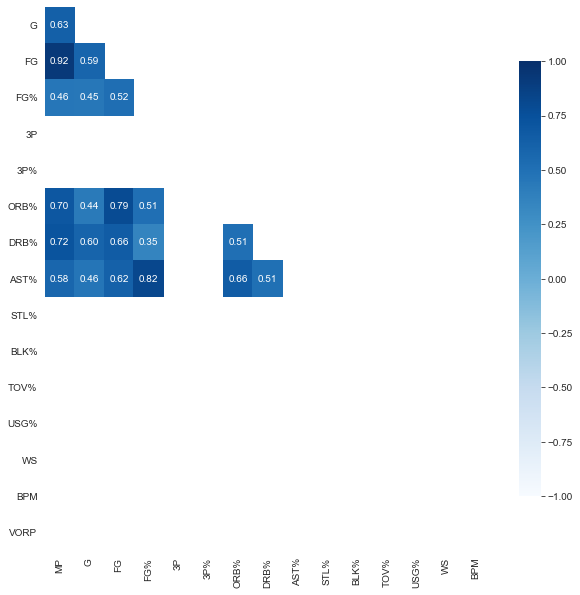 G 0.63
FG 0.92 0.59
FG% 0.46 0.45 0.52
3P
3P%
ORB% 0.70 0.44 0.79 0.51
DRB% 0.72 0.60 0.66 0.35 0.51
AST% 0.58 0.46 0.62 0.82 0.66 0.51
STL%
BLK%
TOV%
USG%
WS
BPM
VORP
MP G FG FG% 3P 3P% ORB% DRB% AST% STL% BLK% TOV% USG% WS BPM
1.00
0.75
0.50
0.25
0.00
−0.25
−0.50
−0.75
−1.00